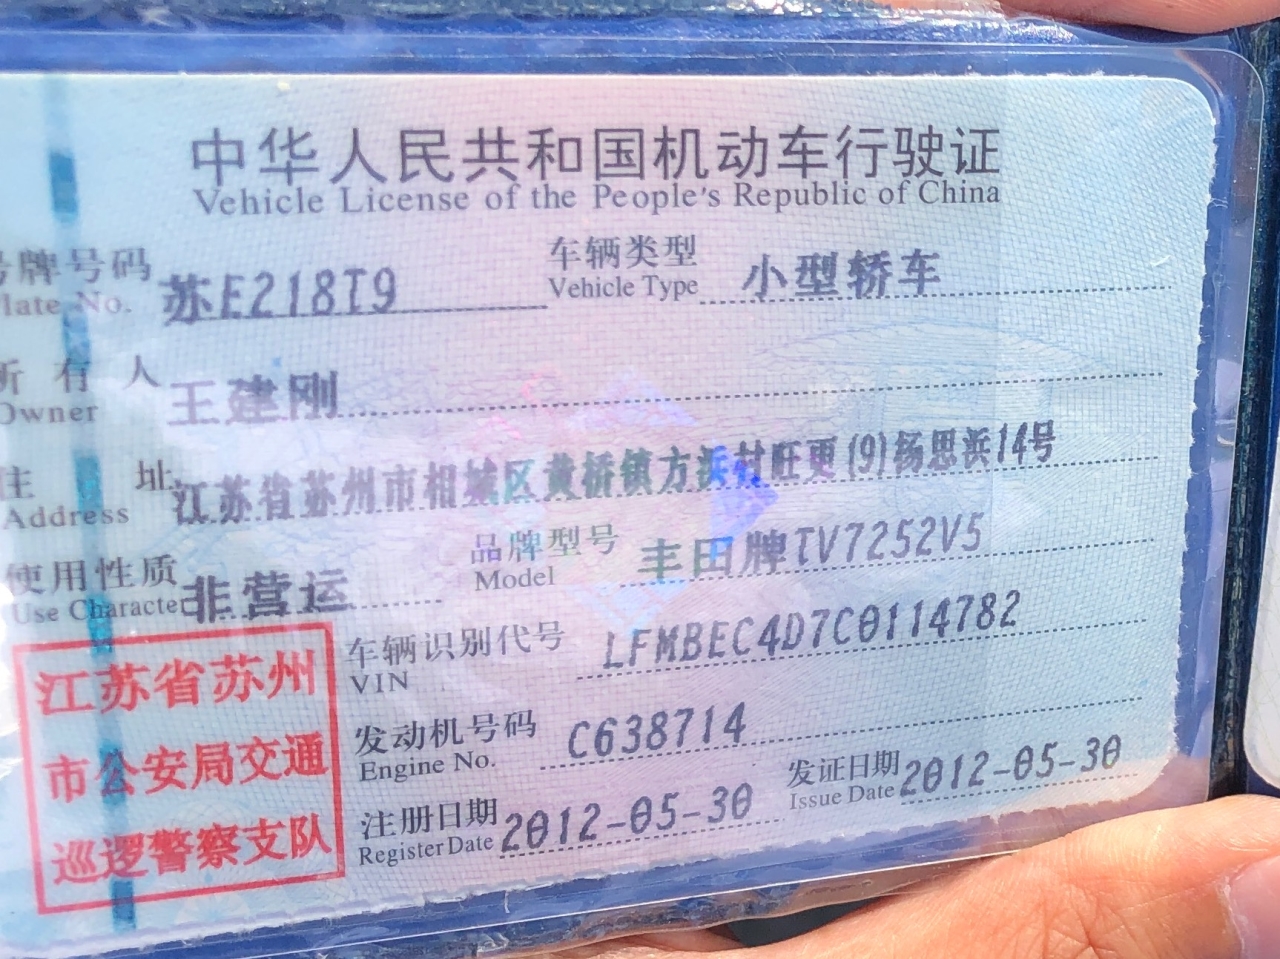 中华人民共和国机动车行驶证
Vehicle License of the People's Republic of China
号牌号码 苏E218T9 车辆类型 小型轿车
Plate No. Vehicle Type
所有人 王建刚
Owner
住址 江苏省苏州市相城区黄桥镇方浜村旺更(9)杨思浜14号
Address
使用性质 非营运 品牌型号 丰田牌TV7252V5
Use Character Model
车辆识别代号 LFMBEC4D7C0114782
VIN
发动机号码 C638714
Engine No.
注册日期 2012-05-30 发证日期 2012-05-30
Register Date Issue Date
江苏省苏州
市公安局交通
巡逻警察支队